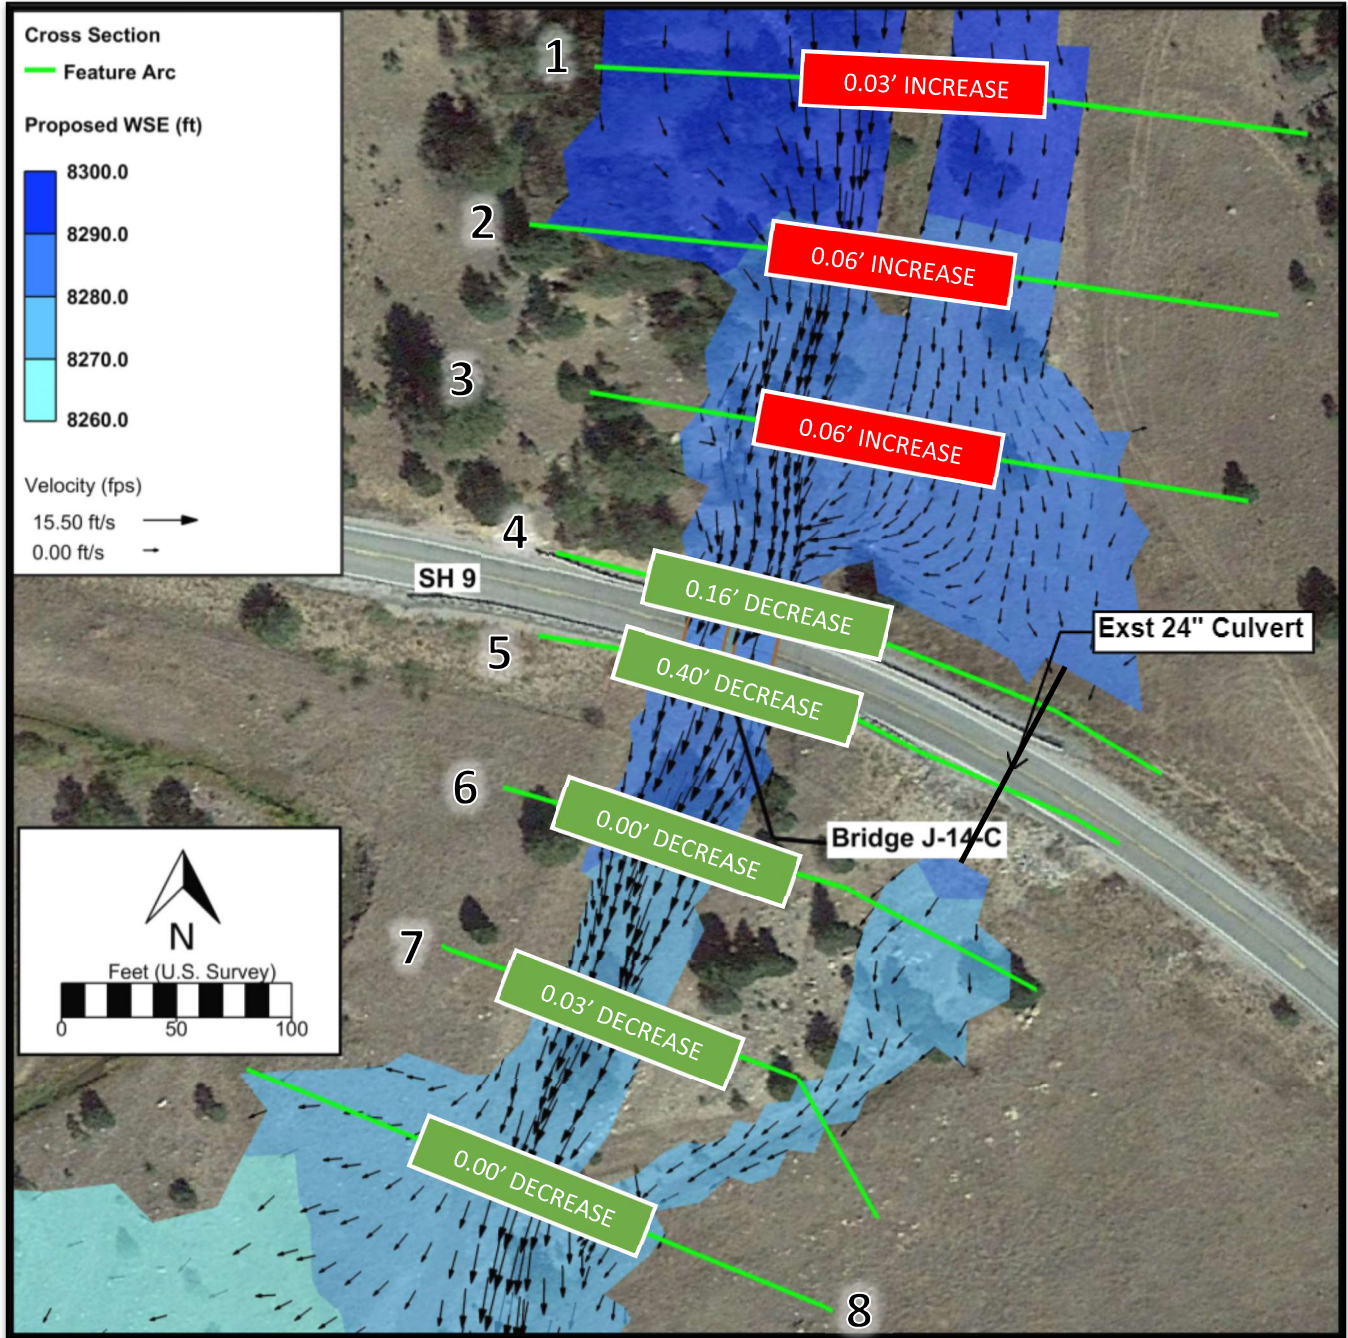 Cross Section
Feature Arc
Proposed WSE (ft)
8300.0
8290.0
8280.0
8270.0
8260.0
Velocity (fps)
15.50 ft/s
0.00 ft/s
1
0.03' INCREASE
2
0.06' INCREASE
3
0.06' INCREASE
4
SH 9
0.16' DECREASE
Exst 24" Culvert
5
0.40' DECREASE
6
0.00' DECREASE
Bridge J-14-C
7
0.03' DECREASE
N
Feet (U.S. Survey)
0 50 100
0.00' DECREASE
8